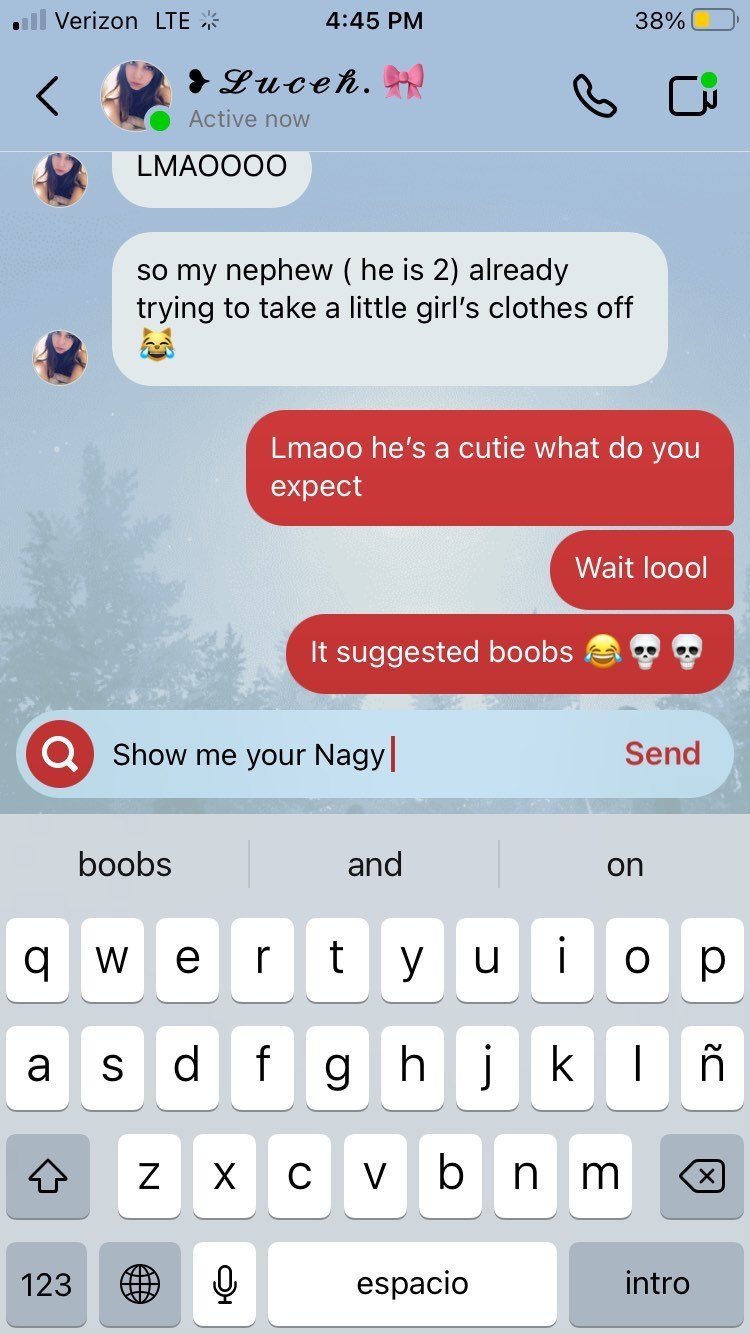 Verizon LTE 4:45 PM 38%
❥ 𝓛𝓾𝓬𝓮𝓱. 🎀
Active now
LMAOOOO
so my nephew ( he is 2) already
trying to take a little girl’s clothes off
😹
Lmaoo he’s a cutie what do you
expect
Wait loool
It suggested boobs 😂💀💀
Show me your Nagy Send
boobs and on
q w e r t y u i o p
a s d f g h j k l ñ
z x c v b n m
123 espacio intro